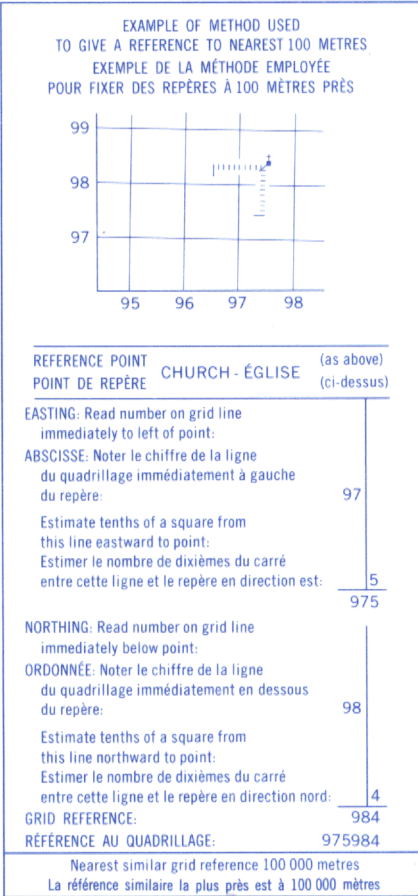 EXAMPLE OF METHOD USED
TO GIVE A REFERENCE TO NEAREST 100 METRES
EXEMPLE DE LA MÉTHODE EMPLOYÉE
POUR FIXER DES REPÈRES À 100 MÈTRES PRÈS
99
98
97
95 96 97 98
REFERENCE POINT
POINT DE REPÈRE
CHURCH - ÉGLISE
(as above)
(ci-dessus)
EASTING: Read number on grid line
immediately to left of point:
ABSCISSE: Noter le chiffre de la ligne
du quadrillage immédiatement à gauche
du repère: 97
Estimate tenths of a square from
this line eastward to point:
Estimer le nombre de dixièmes du carré
entre cette ligne et le repère en direction est: 5
975
NORTHING: Read number on grid line
immediately below point:
ORDONNÉE: Noter le chiffre de la ligne
du quadrillage immédiatement en dessous
du repère: 98
Estimate tenths of a square from
this line northward to point:
Estimer le nombre de dixièmes du carré
entre cette ligne et le repère en direction nord: 4
GRID REFERENCE: 984
RÉFÉRENCE AU QUADRILLAGE: 975984
Nearest similar grid reference 100 000 metres
La référence similaire la plus près est à 100 000 mètres